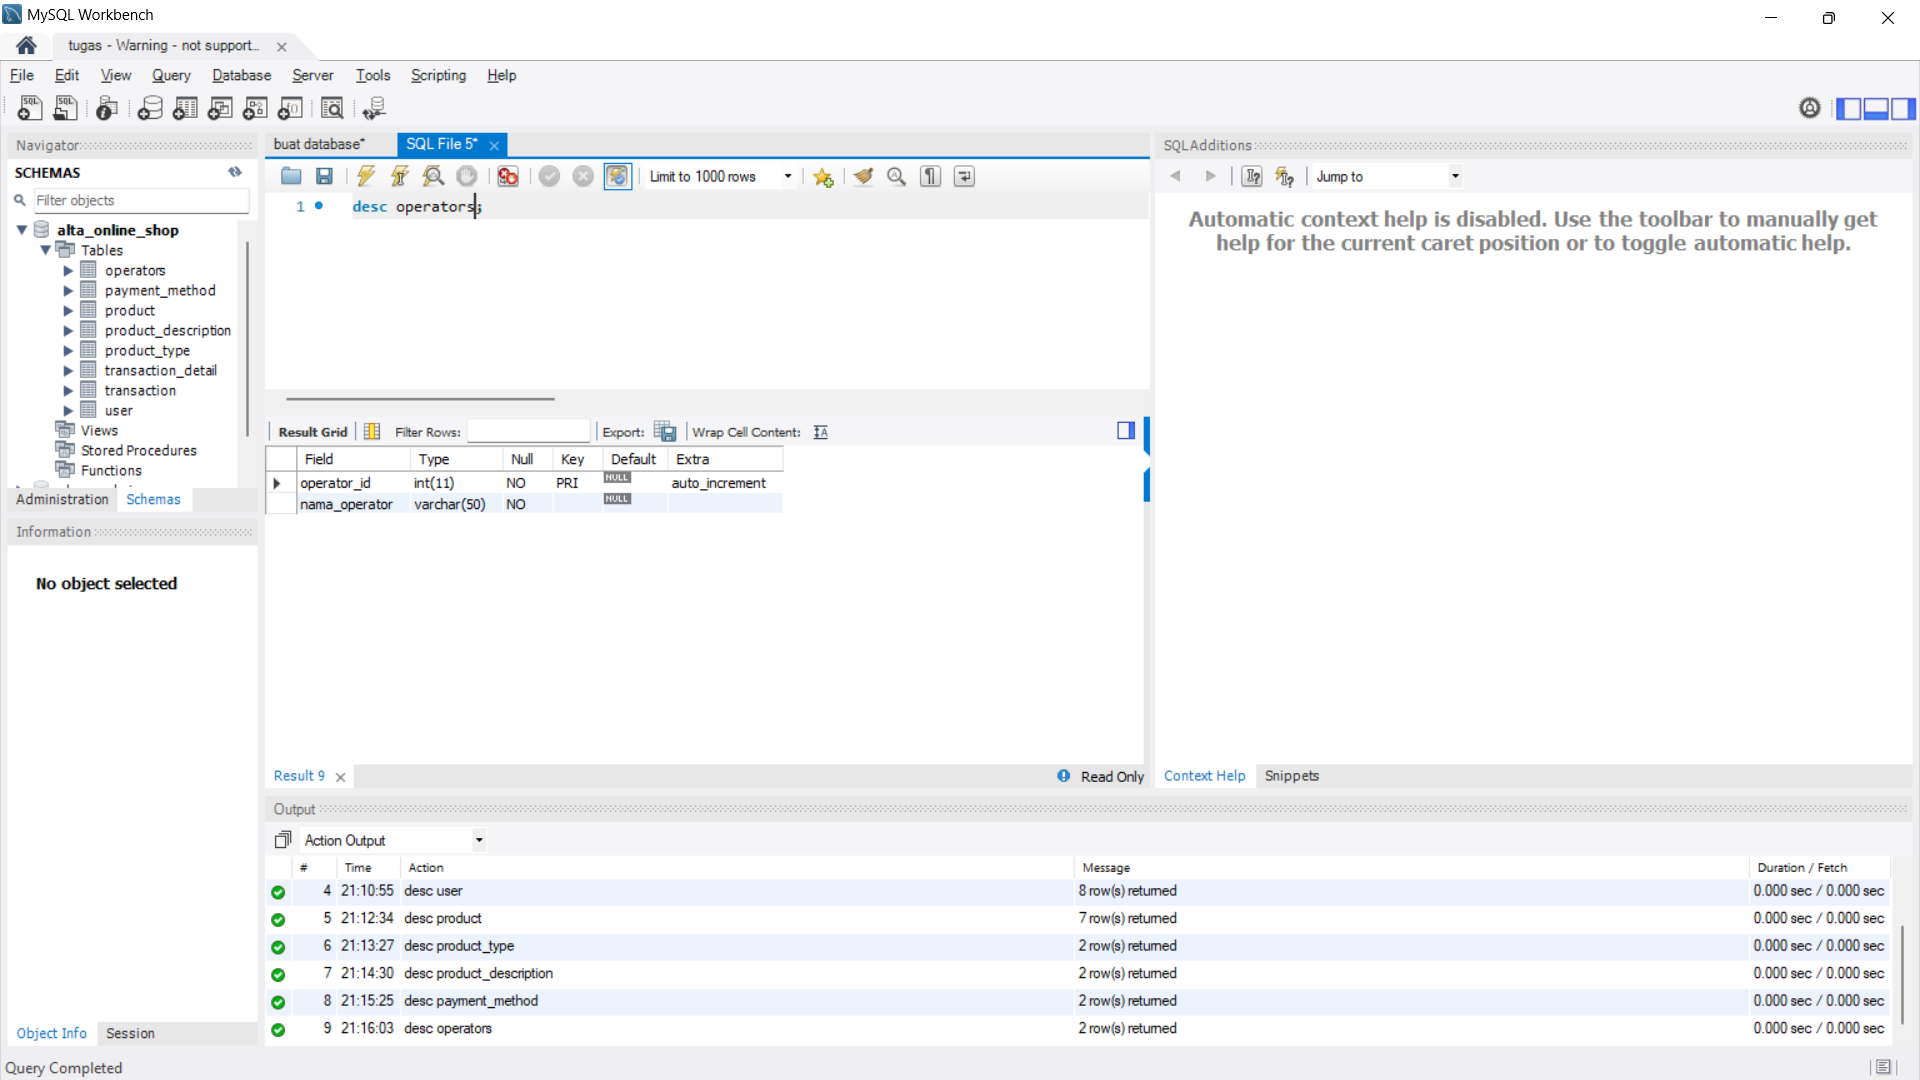 MySQL Workbench
tugas - Warning - not support...
File Edit View Query Database Server Tools Scripting Help
Navigator
SCHEMAS
Filter objects
alta_online_shop
Tables
operators
payment_method
product
product_description
product_type
transaction_detail
transaction
user
Views
Stored Procedures
Functions
Administration Schemas
Information
No object selected
Object Info Session
buat database* SQL File 5*
Limit to 1000 rows
1 desc operators;
Result Grid Filter Rows: Export: Wrap Cell Content:
Field Type Null Key Default Extra
operator_id int(11) NO PRI NULL auto_increment
nama_operator varchar(50) NO NULL
Result 9 Read Only
SQLAdditions
Jump to
Automatic context help is disabled. Use the toolbar to manually get
help for the current caret position or to toggle automatic help.
Context Help Snippets
Output
Action Output
# Time Action Message Duration / Fetch
4 21:10:55 desc user 8 row(s) returned 0.000 sec / 0.000 sec
5 21:12:34 desc product 7 row(s) returned 0.000 sec / 0.000 sec
6 21:13:27 desc product_type 2 row(s) returned 0.000 sec / 0.000 sec
7 21:14:30 desc product_description 2 row(s) returned 0.000 sec / 0.000 sec
8 21:15:25 desc payment_method 2 row(s) returned 0.000 sec / 0.000 sec
9 21:16:03 desc operators 2 row(s) returned 0.000 sec / 0.000 sec
Query Completed